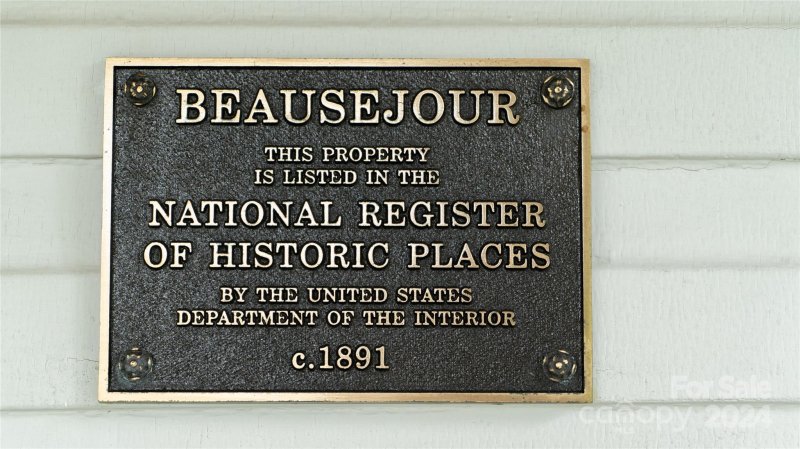 BEAUSEJOUR
THIS PROPERTY
IS LISTED IN THE
NATIONAL REGISTER
OF HISTORIC PLACES
BY THE UNITED STATES
DEPARTMENT OF THE INTERIOR
c.1891
For Sale
canopy 2024
MLS